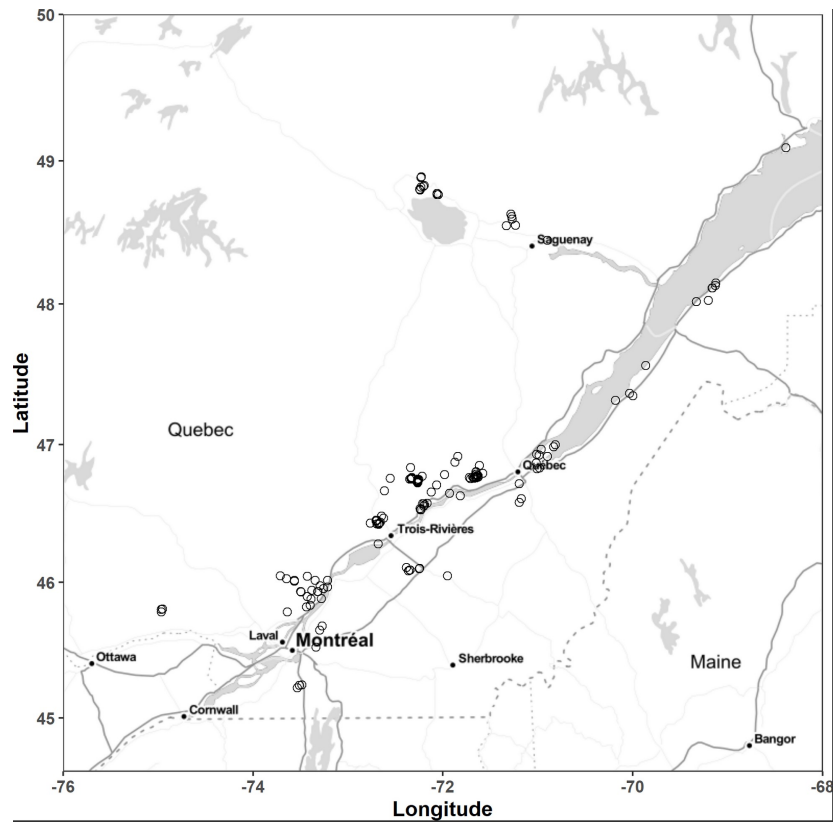 50
49
Saguenay
48
Latitude
Quebec
47
Québec
Trois-Rivières
46
Laval
Montréal
Ottawa
Sherbrooke
Maine
Cornwall
45
Bangor
-76
-74
-72
-70
-68
Longitude